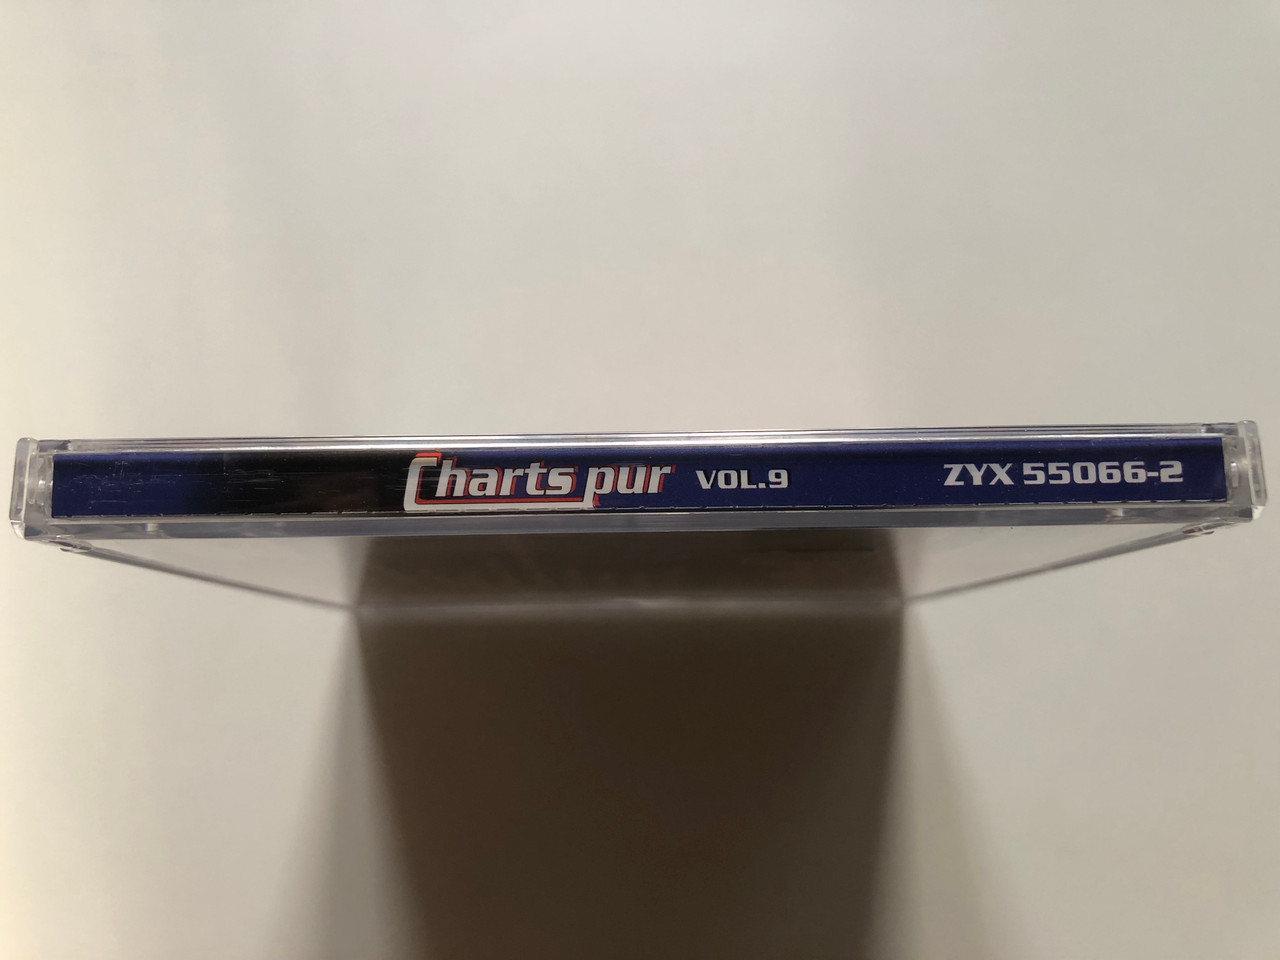 Charts pur VOL.9 ZYX 55066-2